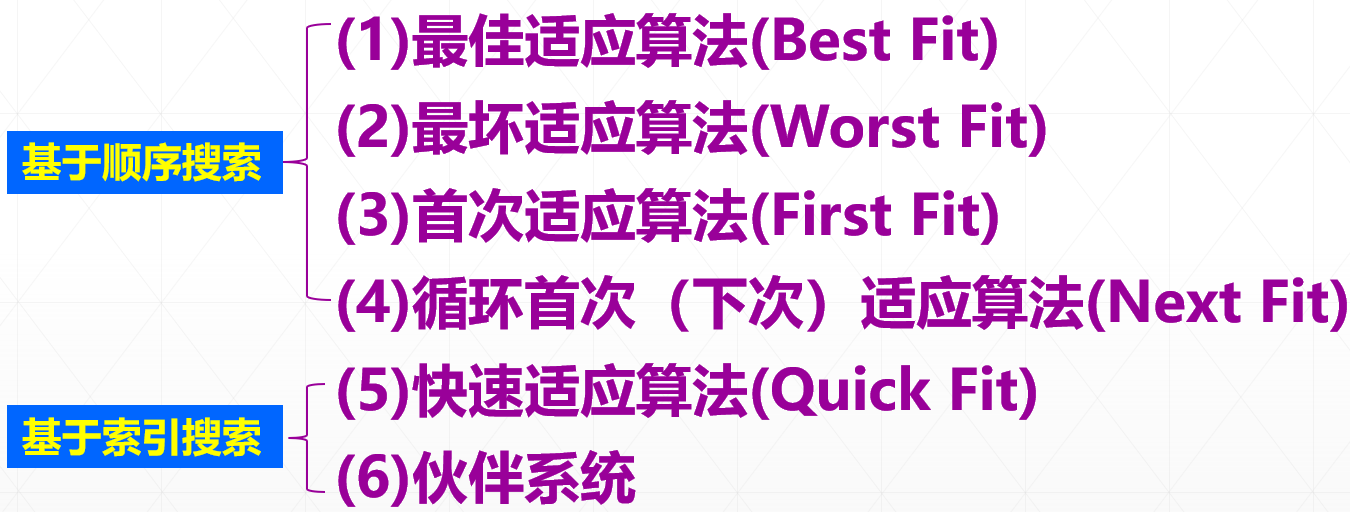 基于顺序搜索
(1)最佳适应算法(Best Fit)
(2)最坏适应算法(Worst Fit)
(3)首次适应算法(First Fit)
(4)循环首次（下次）适应算法(Next Fit)
基于索引搜索
(5)快速适应算法(Quick Fit)
(6)伙伴系统